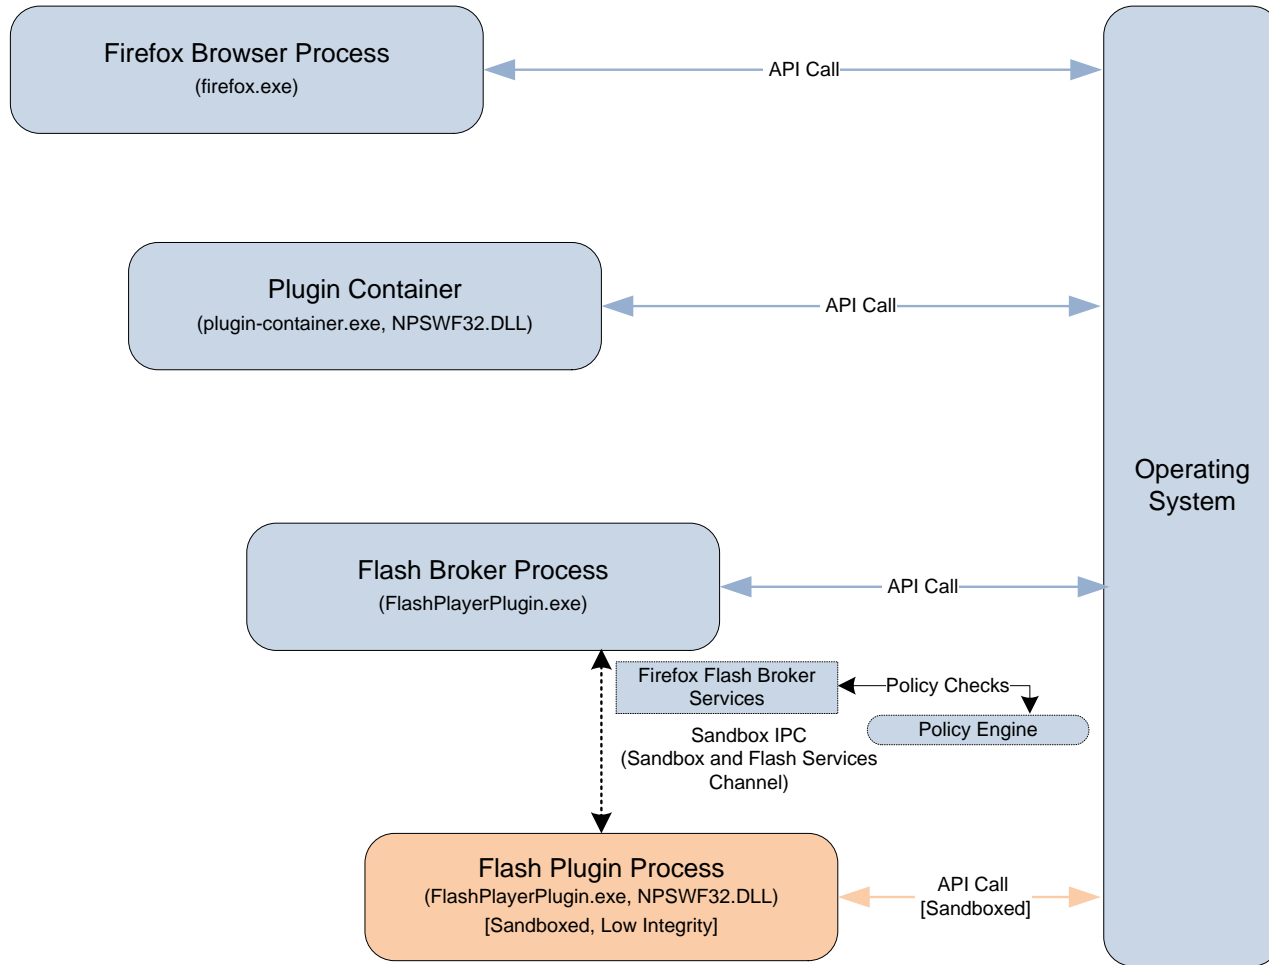 Firefox Browser Process
(firefox.exe)
API Call
Plugin Container
(plugin-container.exe, NPSWF32.DLL)
API Call
Operating
System
Flash Broker Process
(FlashPlayerPlugin.exe)
API Call
Firefox Flash Broker
Services
Policy Checks
Policy Engine
Sandbox IPC
(Sandbox and Flash Services
Channel)
Flash Plugin Process
(FlashPlayerPlugin.exe, NPSWF32.DLL)
[Sandboxed, Low Integrity]
API Call
[Sandboxed]